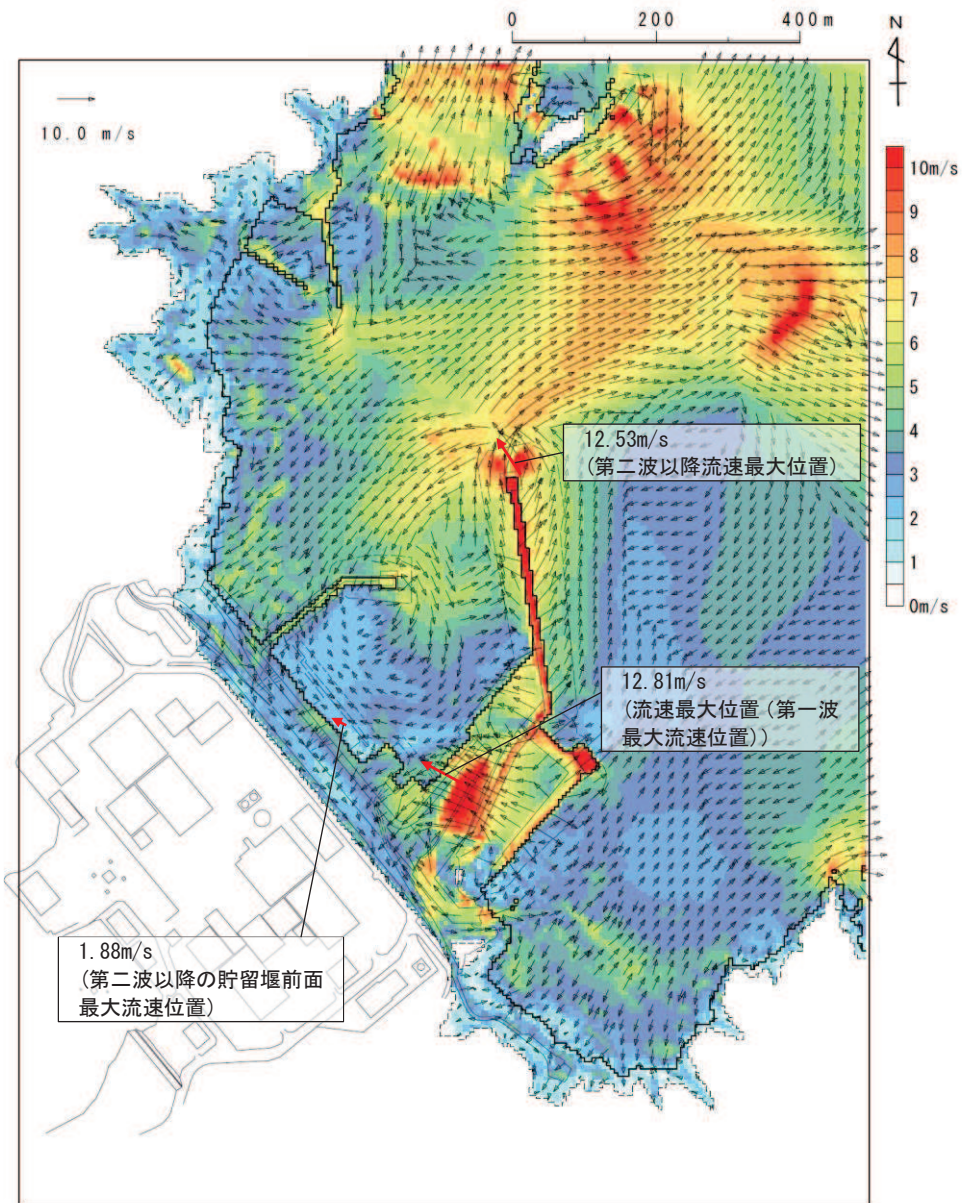 0 200 400m
N
10.0 m/s
10m/s
9
8
7
6
5
4
3
2
1
0m/s
12.53m/s
(第二波以降流速最大位置)
12.81m/s
(流速最大位置(第一波
最大流速位置))
1.88m/s
(第二波以降の貯留堰前面
最大流速位置)